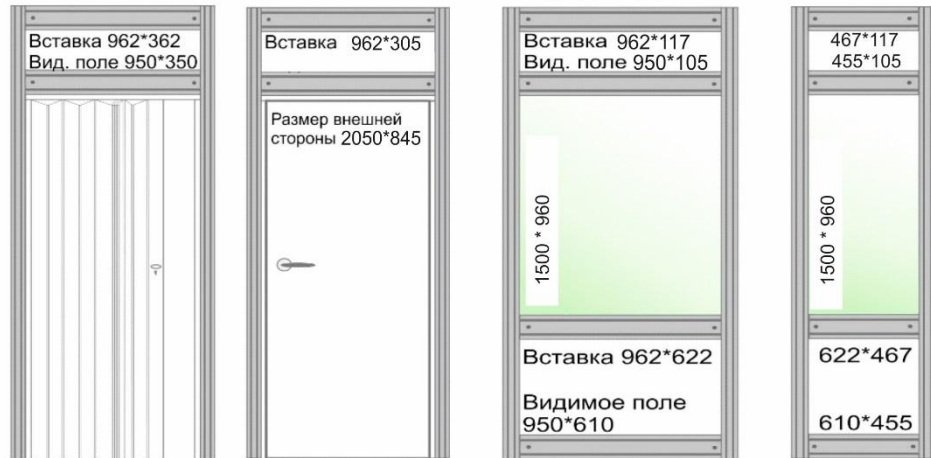 Вставка 962*362
Вид. поле 950*350
Вставка 962*305
Размер внешней
стороны 2050*845
Вставка 962*117
Вид. поле 950*105
1500 * 960
Вставка 962*622
Видимое поле
950*610
467*117
455*105
1500 * 960
622*467
610*455